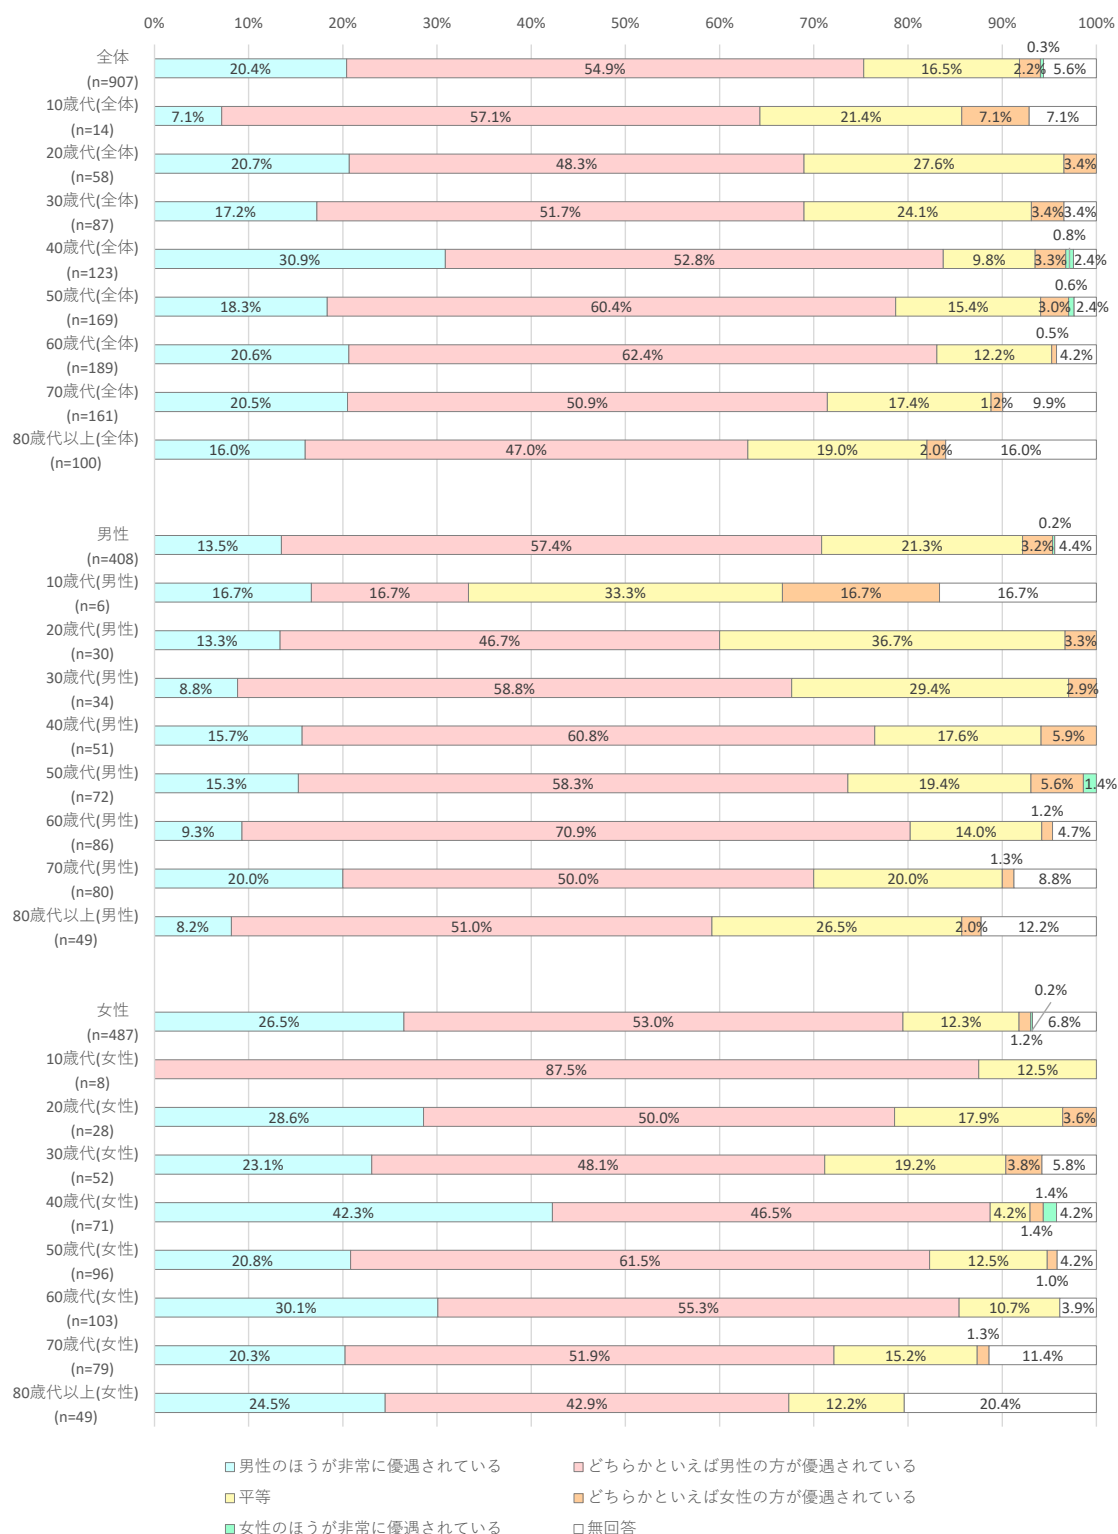 0% 10% 20% 30% 40% 50% 60% 70% 80% 90% 100%
0.3%
全体
(n=907)
20.4% 54.9% 16.5% 2.2% 5.6%
10歳代(全体)
(n=14)
7.1% 57.1% 21.4% 7.1% 7.1%
20歳代(全体)
(n=58)
20.7% 48.3% 27.6% 3.4%
30歳代(全体)
(n=87)
17.2% 51.7% 24.1% 3.4% 3.4%
0.8%
40歳代(全体)
(n=123)
30.9% 52.8% 9.8% 3.3% 2.4%
0.6%
50歳代(全体)
(n=169)
18.3% 60.4% 15.4% 3.0% 2.4%
0.5%
60歳代(全体)
(n=189)
20.6% 62.4% 12.2% 4.2%
70歳代(全体)
(n=161)
20.5% 50.9% 17.4% 1.2% 9.9%
80歳代以上(全体)
(n=100)
16.0% 47.0% 19.0% 2.0% 16.0%
0.2%
男性
(n=408)
13.5% 57.4% 21.3% 3.2% 4.4%
10歳代(男性)
(n=6)
16.7% 16.7% 33.3% 16.7% 16.7%
20歳代(男性)
(n=30)
13.3% 46.7% 36.7% 3.3%
30歳代(男性)
(n=34)
8.8% 58.8% 29.4% 2.9%
40歳代(男性)
(n=51)
15.7% 60.8% 17.6% 5.9%
50歳代(男性)
(n=72)
15.3% 58.3% 19.4% 5.6% 1.4%
1.2%
60歳代(男性)
(n=86)
9.3% 70.9% 14.0% 4.7%
1.3%
70歳代(男性)
(n=80)
20.0% 50.0% 20.0% 8.8%
80歳代以上(男性)
(n=49)
8.2% 51.0% 26.5% 2.0% 12.2%
0.2%
女性
(n=487)
26.5% 53.0% 12.3% 6.8%
1.2%
10歳代(女性)
(n=8)
87.5% 12.5%
20歳代(女性)
(n=28)
28.6% 50.0% 17.9% 3.6%
30歳代(女性)
(n=52)
23.1% 48.1% 19.2% 3.8% 5.8%
1.4%
40歳代(女性)
(n=71)
42.3% 46.5% 4.2% 4.2%
1.4%
50歳代(女性)
(n=96)
20.8% 61.5% 12.5% 4.2%
1.0%
60歳代(女性)
(n=103)
30.1% 55.3% 10.7% 3.9%
1.3%
70歳代(女性)
(n=79)
20.3% 51.9% 15.2% 11.4%
80歳代以上(女性)
(n=49)
24.5% 42.9% 12.2% 20.4%
男性のほうが非常に優遇されている どちらかといえば男性の方が優遇されている
平等 どちらかといえば女性の方が優遇されている
女性のほうが非常に優遇されている 無回答